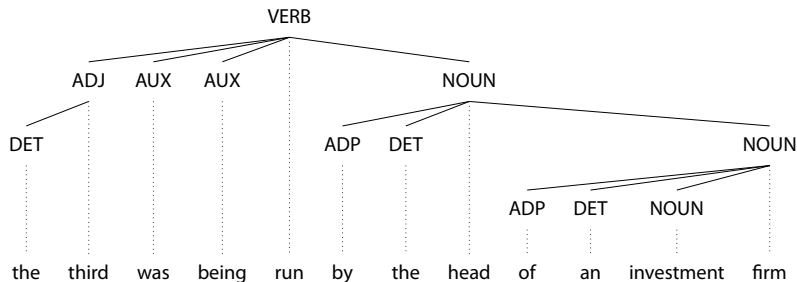 VERB
ADJ AUX AUX NOUN
DET ADP DET NOUN
ADP DET NOUN
the third was being run by the head of an investment firm